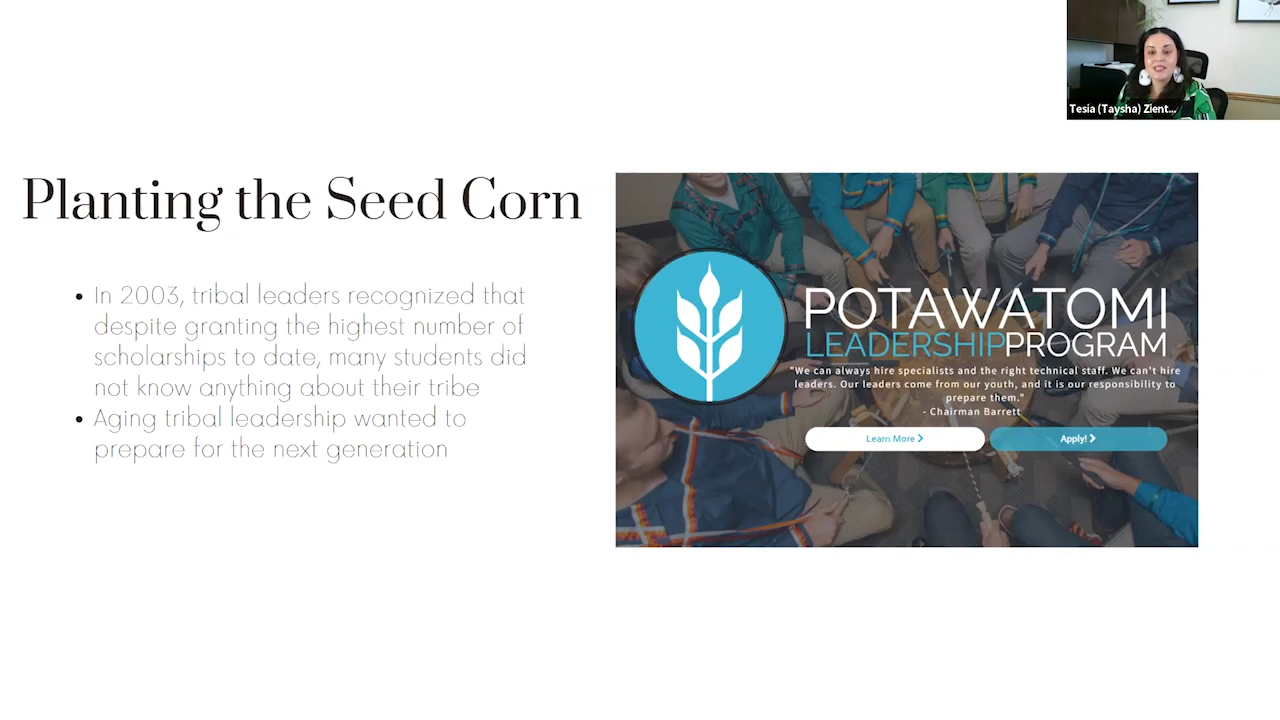 Tesia (Taysha) Zient...
Planting the Seed Corn
• In 2003, tribal leaders recognized that
despite granting the highest number of
scholarships to date, many students did
not know anything about their tribe
• Aging tribal leadership wanted to
prepare for the next generation
POTAWATOMI
LEADERSHIPPROGRAM
"We can always hire specialists and the right technical staff. We can't hire
leaders. Our leaders come from our youth, and it is our responsibility to
prepare them."
- Chairman Barrett
Learn More
Apply!